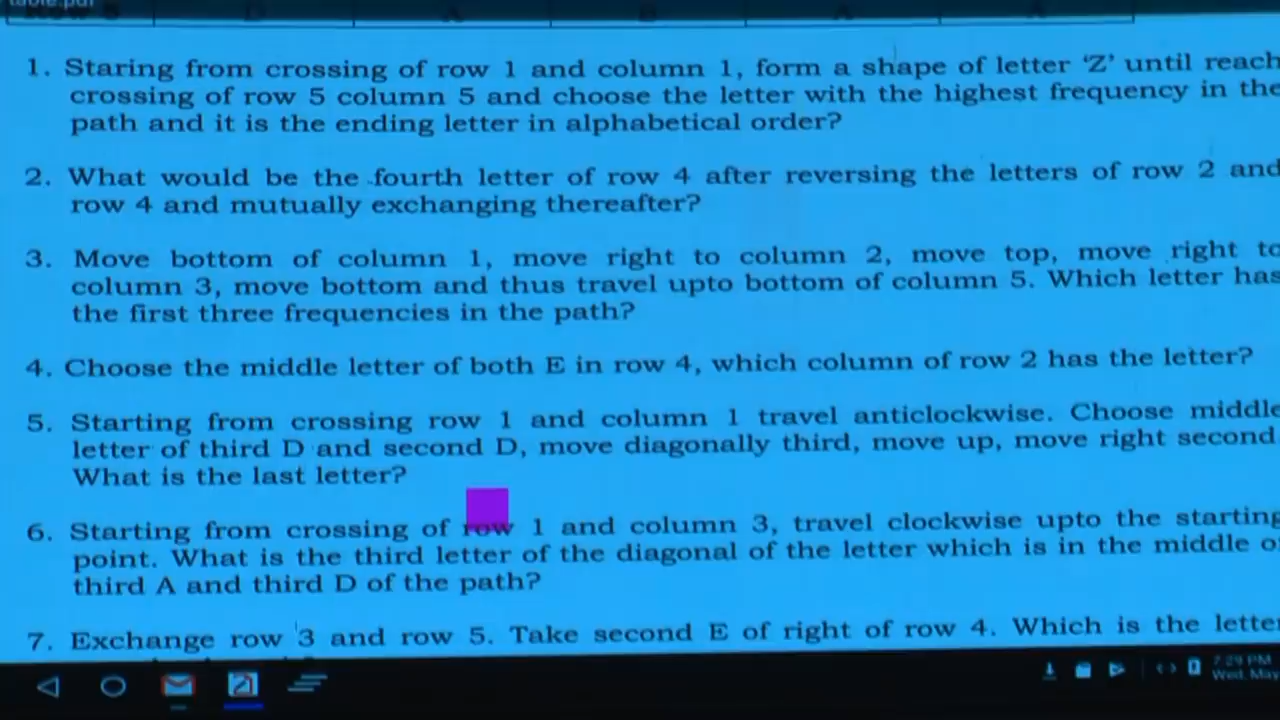 table.pdf
1. Staring from crossing of row 1 and column 1, form a shape of letter ‘Z’ until reach
crossing of row 5 column 5 and choose the letter with the highest frequency in the
path and it is the ending letter in alphabetical order?
2. What would be the fourth letter of row 4 after reversing the letters of row 2 and
row 4 and mutually exchanging thereafter?
3. Move bottom of column 1, move right to column 2, move top, move right to
column 3, move bottom and thus travel upto bottom of column 5. Which letter has
the first three frequencies in the path?
4. Choose the middle letter of both E in row 4, which column of row 2 has the letter?
5. Starting from crossing row 1 and column 1 travel anticlockwise. Choose middle
letter of third D and second D, move diagonally third, move up, move right second.
What is the last letter?
6. Starting from crossing of row 1 and column 3, travel clockwise upto the starting
point. What is the third letter of the diagonal of the letter which is in the middle of
third A and third D of the path?
7. Exchange row 3 and row 5. Take second E of right of row 4. Which is the letter
7:29 PM
Wed, May